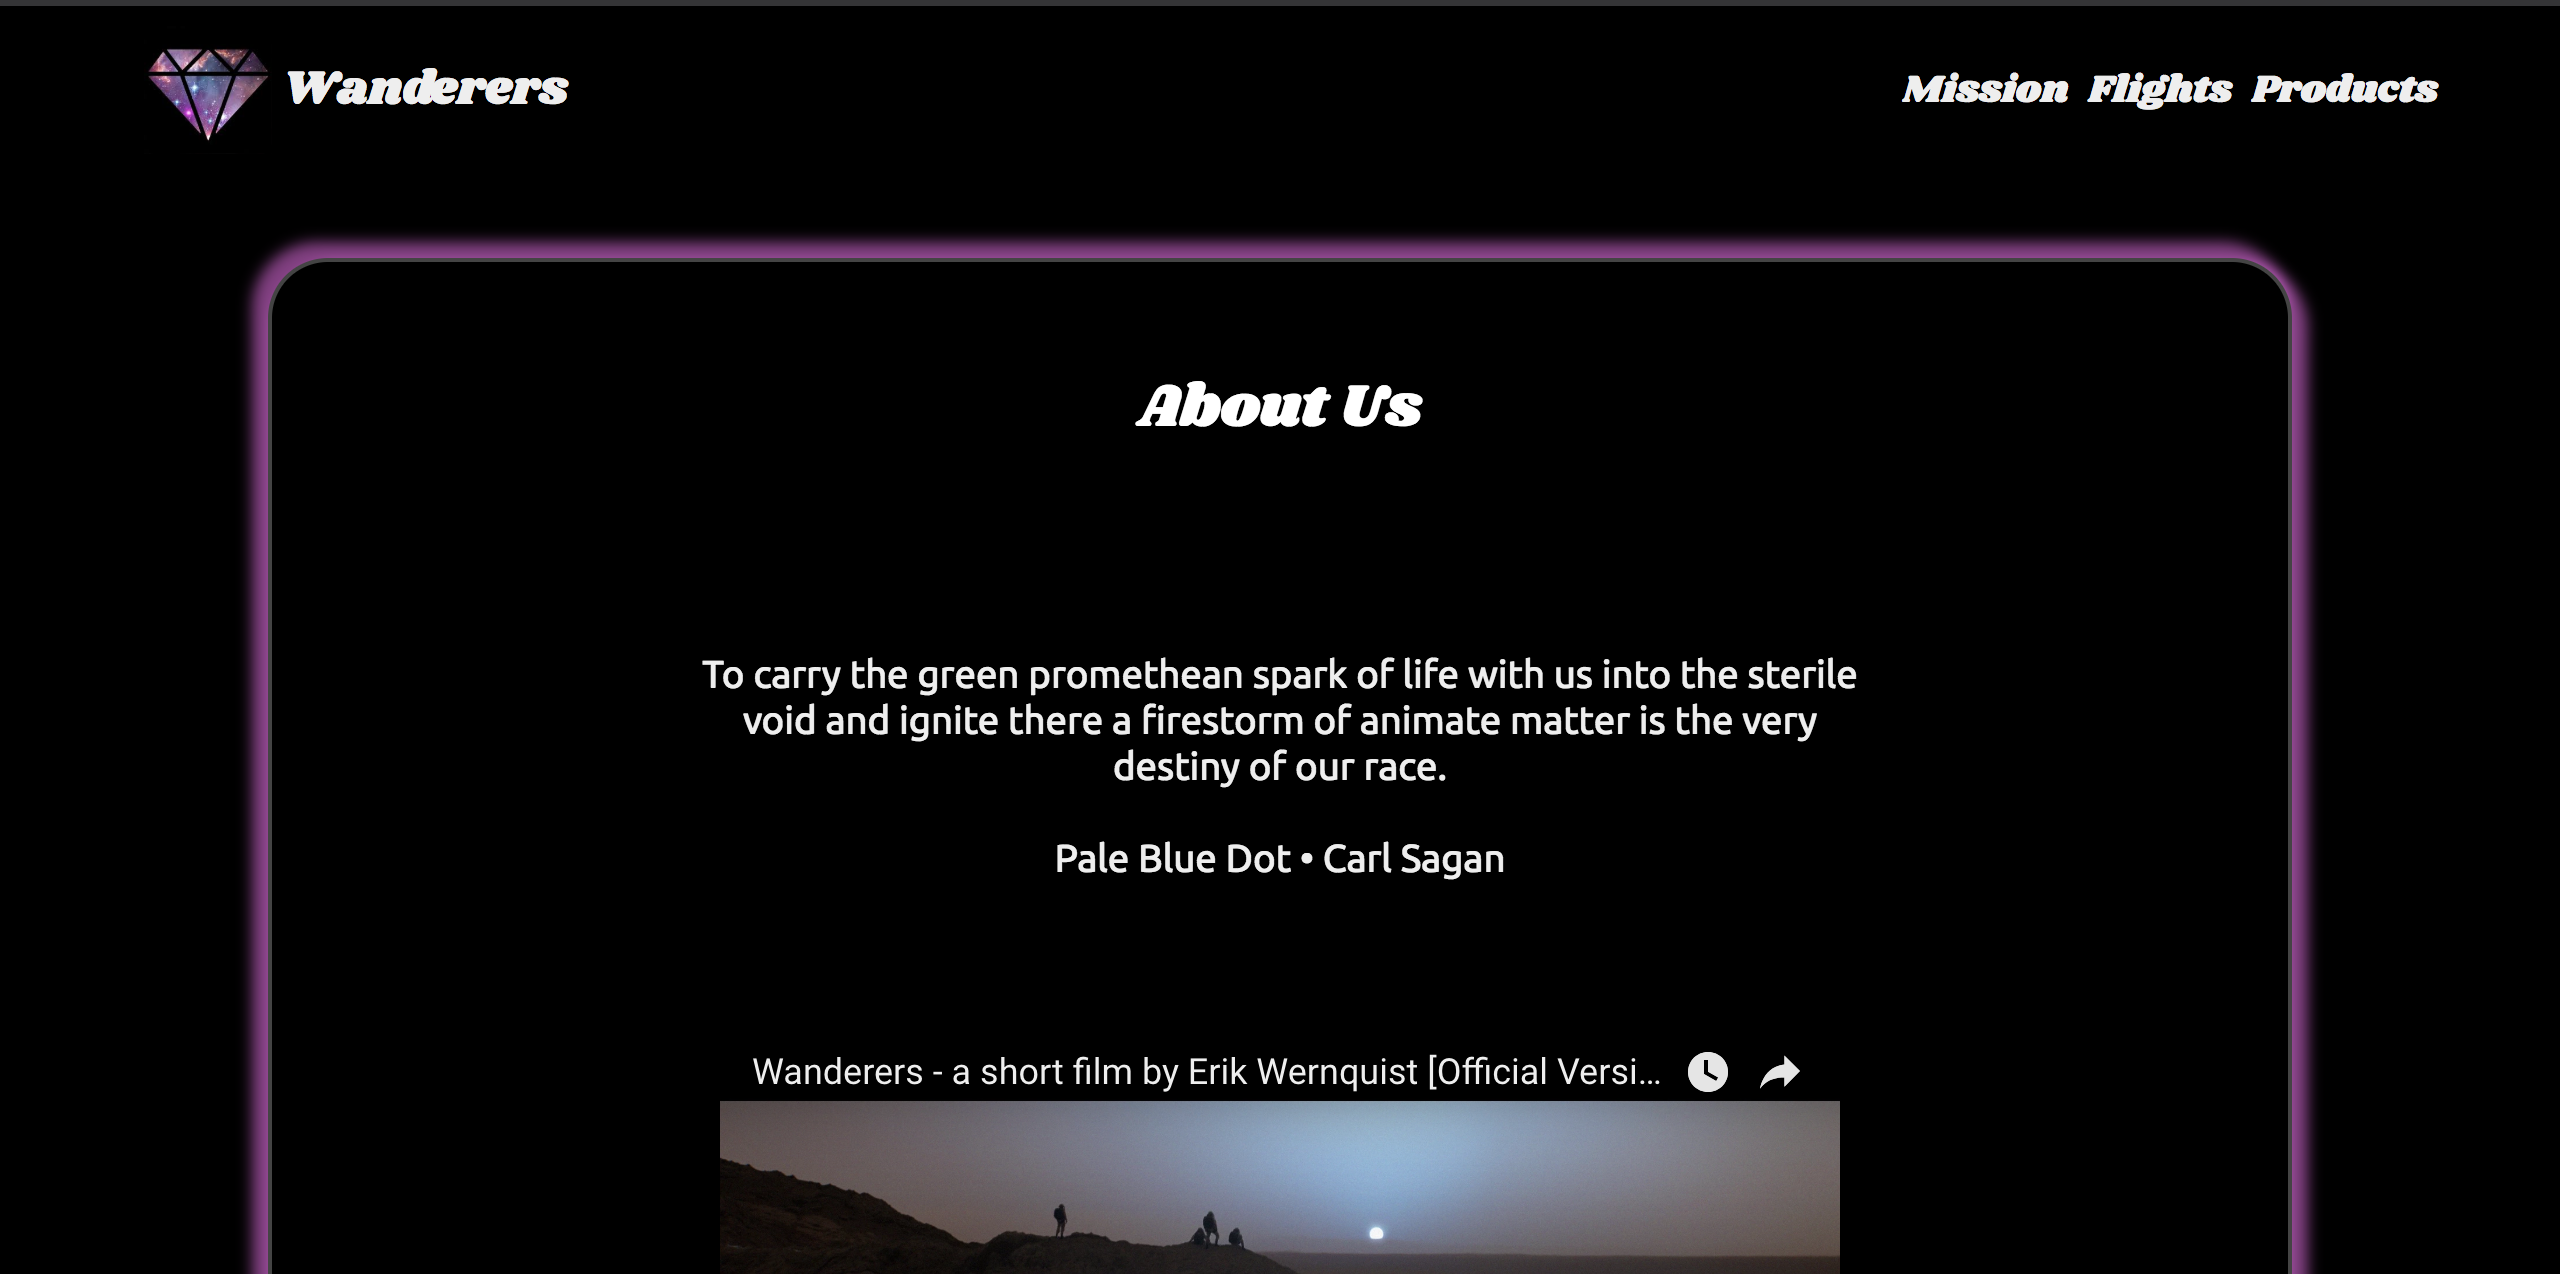 Wanderers
Mission Flights Products
About Us
To carry the green promethean spark of life with us into the sterile
void and ignite there a firestorm of animate matter is the very
destiny of our race.
Pale Blue Dot • Carl Sagan
Wanderers - a short film by Erik Wernquist [Official Versi...